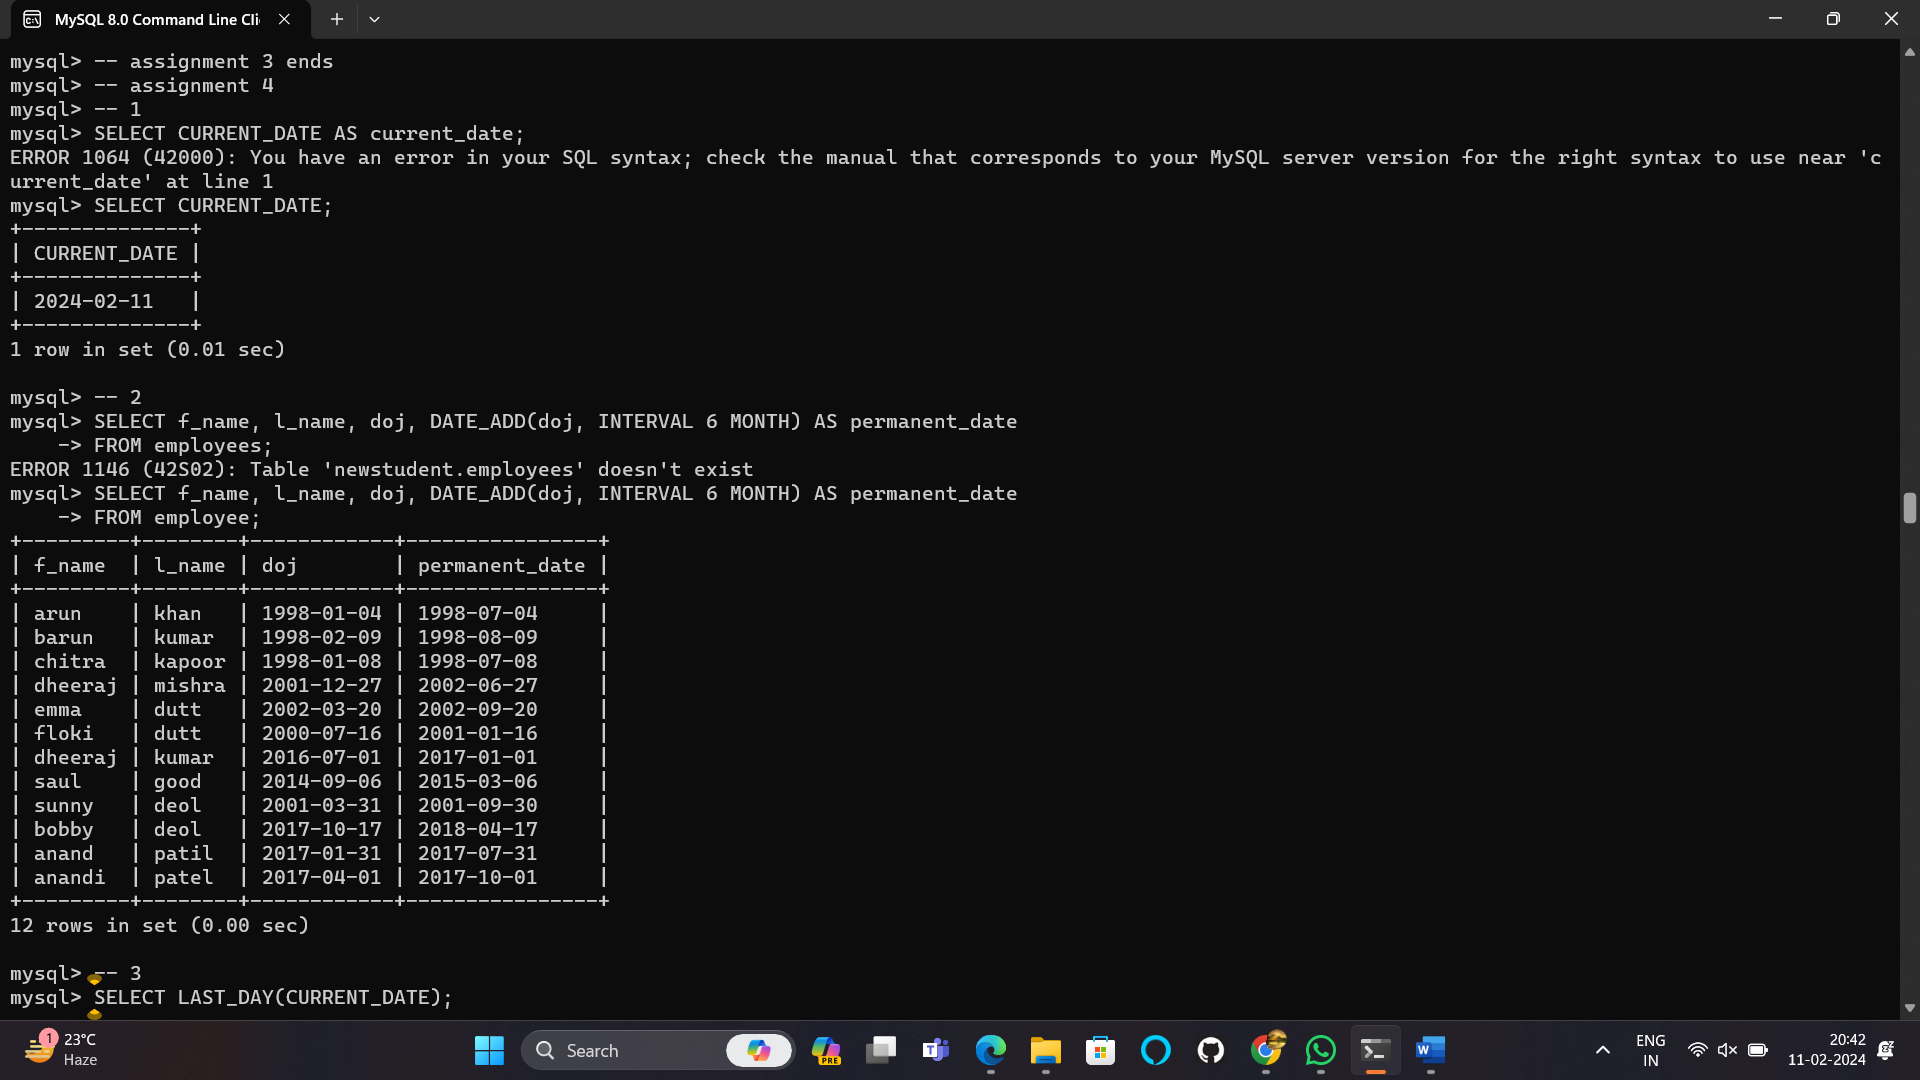 MySQL 8.0 Command Line Cli
mysql> -- assignment 3 ends
mysql> -- assignment 4
mysql> -- 1
mysql> SELECT CURRENT_DATE AS current_date;
ERROR 1064 (42000): You have an error in your SQL syntax; check the manual that corresponds to your MySQL server version for the right syntax to use near 'c
urrent_date' at line 1
mysql> SELECT CURRENT_DATE;
+--------------+
| CURRENT_DATE |
+--------------+
| 2024-02-11   |
+--------------+
1 row in set (0.01 sec)

mysql> -- 2
mysql> SELECT f_name, l_name, doj, DATE_ADD(doj, INTERVAL 6 MONTH) AS permanent_date
    -> FROM employees;
ERROR 1146 (42S02): Table 'newstudent.employees' doesn't exist
mysql> SELECT f_name, l_name, doj, DATE_ADD(doj, INTERVAL 6 MONTH) AS permanent_date
    -> FROM employee;
+---------+--------+------------+----------------+
| f_name  | l_name | doj        | permanent_date |
+---------+--------+------------+----------------+
| arun    | khan   | 1998-01-04 | 1998-07-04     |
| barun   | kumar  | 1998-02-09 | 1998-08-09     |
| chitra  | kapoor | 1998-01-08 | 1998-07-08     |
| dheeraj | mishra | 2001-12-27 | 2002-06-27     |
| emma    | dutt   | 2002-03-20 | 2002-09-20     |
| floki   | dutt   | 2000-07-16 | 2001-01-16     |
| dheeraj | kumar  | 2016-07-01 | 2017-01-01     |
| saul    | good   | 2014-09-06 | 2015-03-06     |
| sunny   | deol   | 2001-03-31 | 2001-09-30     |
| bobby   | deol   | 2017-10-17 | 2018-04-17     |
| anand   | patil  | 2017-01-31 | 2017-07-31     |
| anandi  | patel  | 2017-04-01 | 2017-10-01     |
+---------+--------+------------+----------------+
12 rows in set (0.00 sec)

mysql> -- 3
mysql> SELECT LAST_DAY(CURRENT_DATE);
1
23°C
Haze
Search
PRE
ENG
IN
20:42
11-02-2024